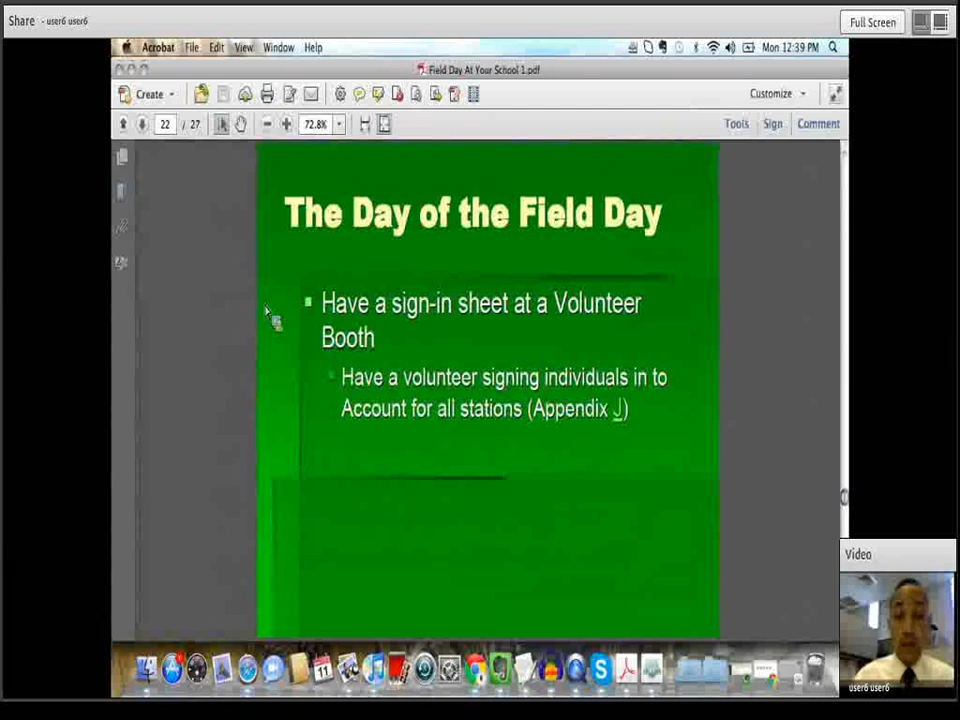 Share - user6 user6
Full Screen
Acrobat File Edit View Window Help
Mon 12:39 PM
Field Day At Your School 1.pdf
Create
Customize
22 / 27
72.8%
Tools Sign Comment
The Day of the Field Day
Have a sign-in sheet at a Volunteer
Booth
Have a volunteer signing individuals in to
Account for all stations (Appendix J)
Video
11
user6 user6